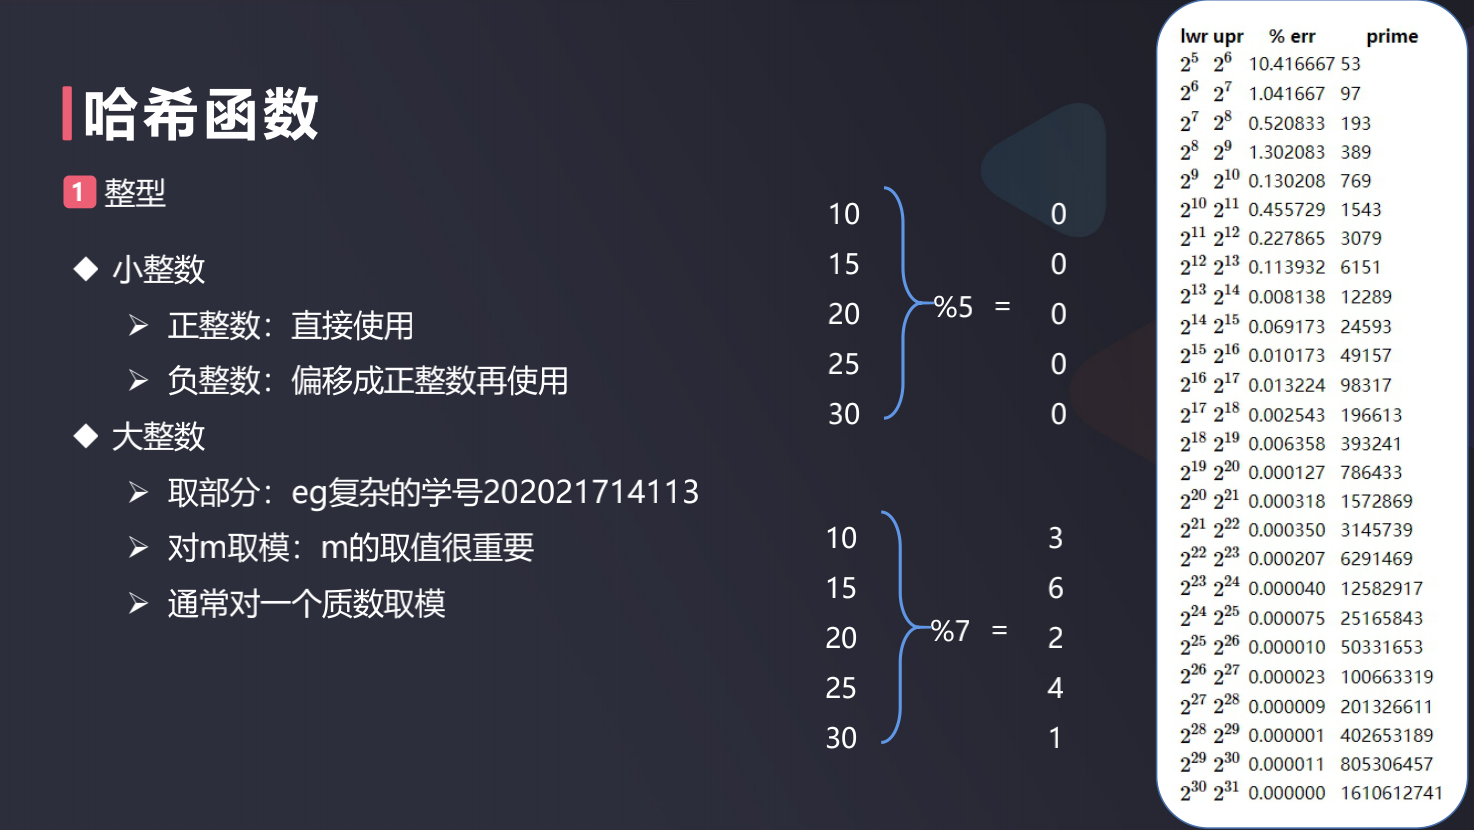 哈希函数
1 整型
◆ 小整数
➢ 正整数：直接使用
➢ 负整数：偏移成正整数再使用
◆ 大整数
➢ 取部分：eg复杂的学号202021714113
➢ 对m取模：m的取值很重要
➢ 通常对一个质数取模
10 0
15 0
%5 =
20 0
25 0
30 0
10 3
15 6
%7 =
20 2
25 4
30 1
lwr upr % err prime
2^5 2^6 10.416667 53
2^6 2^7 1.041667 97
2^7 2^8 0.520833 193
2^8 2^9 1.302083 389
2^9 2^10 0.130208 769
2^10 2^11 0.455729 1543
2^11 2^12 0.227865 3079
2^12 2^13 0.113932 6151
2^13 2^14 0.008138 12289
2^14 2^15 0.069173 24593
2^15 2^16 0.010173 49157
2^16 2^17 0.013224 98317
2^17 2^18 0.002543 196613
2^18 2^19 0.006358 393241
2^19 2^20 0.000127 786433
2^20 2^21 0.000318 1572869
2^21 2^22 0.000350 3145739
2^22 2^23 0.000207 6291469
2^23 2^24 0.000040 12582917
2^24 2^25 0.000075 25165843
2^25 2^26 0.000010 50331653
2^26 2^27 0.000023 100663319
2^27 2^28 0.000009 201326611
2^28 2^29 0.000001 402653189
2^29 2^30 0.000011 805306457
2^30 2^31 0.000000 1610612741